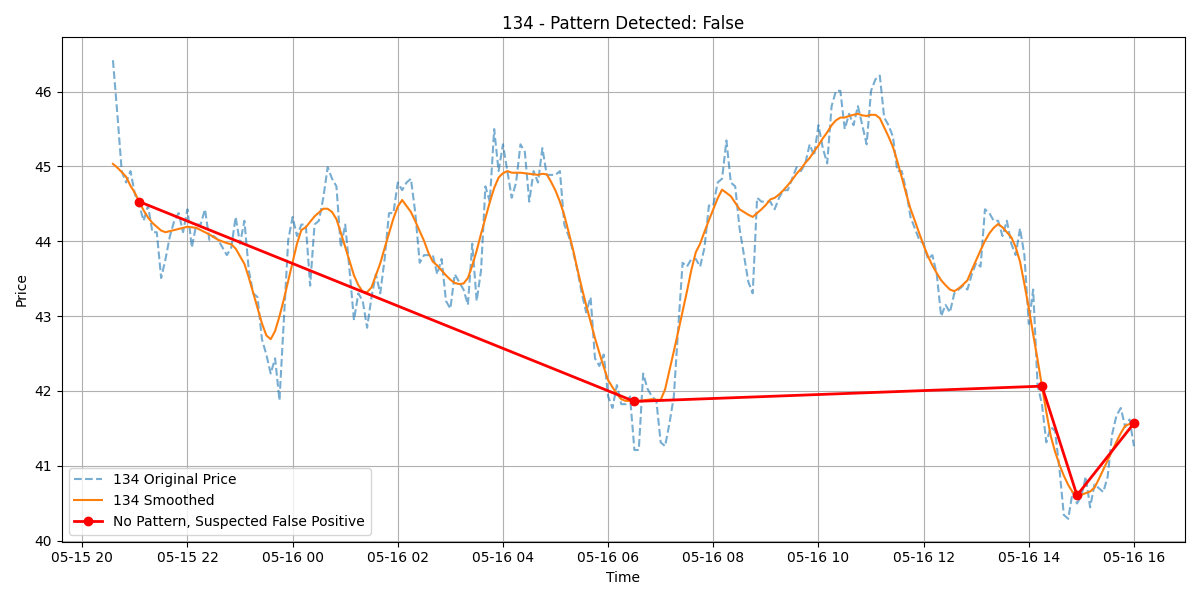 134 - Pattern Detected: False
Price
46
45
44
43
42
41
40
134 Original Price
134 Smoothed
No Pattern, Suspected False Positive
05-15 20 05-15 22 05-16 00 05-16 02 05-16 04 05-16 06 05-16 08 05-16 10 05-16 12 05-16 14 05-16 16
Time